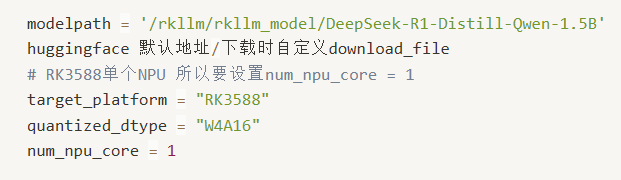 modelpath = '/rkllm/rkllm_model/DeepSeek-R1-Distill-Qwen-1.5B'
huggingface 默认地址/下载时自定义download_file
# RK3588单个NPU 所以要设置num_npu_core = 1
target_platform = "RK3588"
quantized_dtype = "W4A16"
num_npu_core = 1